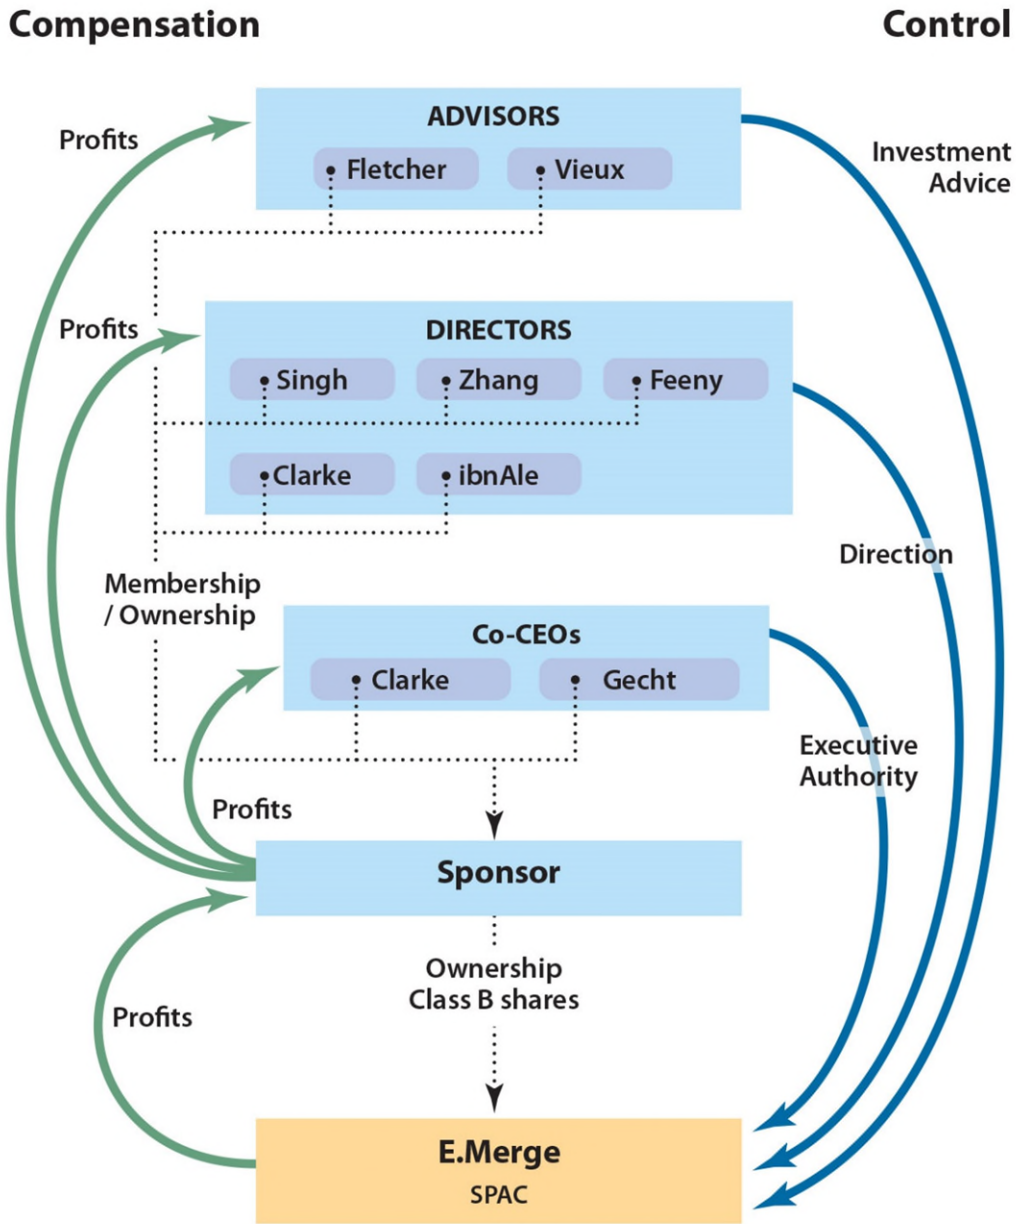 Compensation
Control
Profits
ADVISORS
Investment
Advice
Fletcher
Vieux
Profits
DIRECTORS
Singh
Zhang
Feeny
Clarke
ibnAle
Direction
Membership
/ Ownership
Co-CEOs
Clarke
Gecht
Executive
Authority
Profits
Sponsor
Ownership
Class B shares
Profits
E.Merge
SPAC